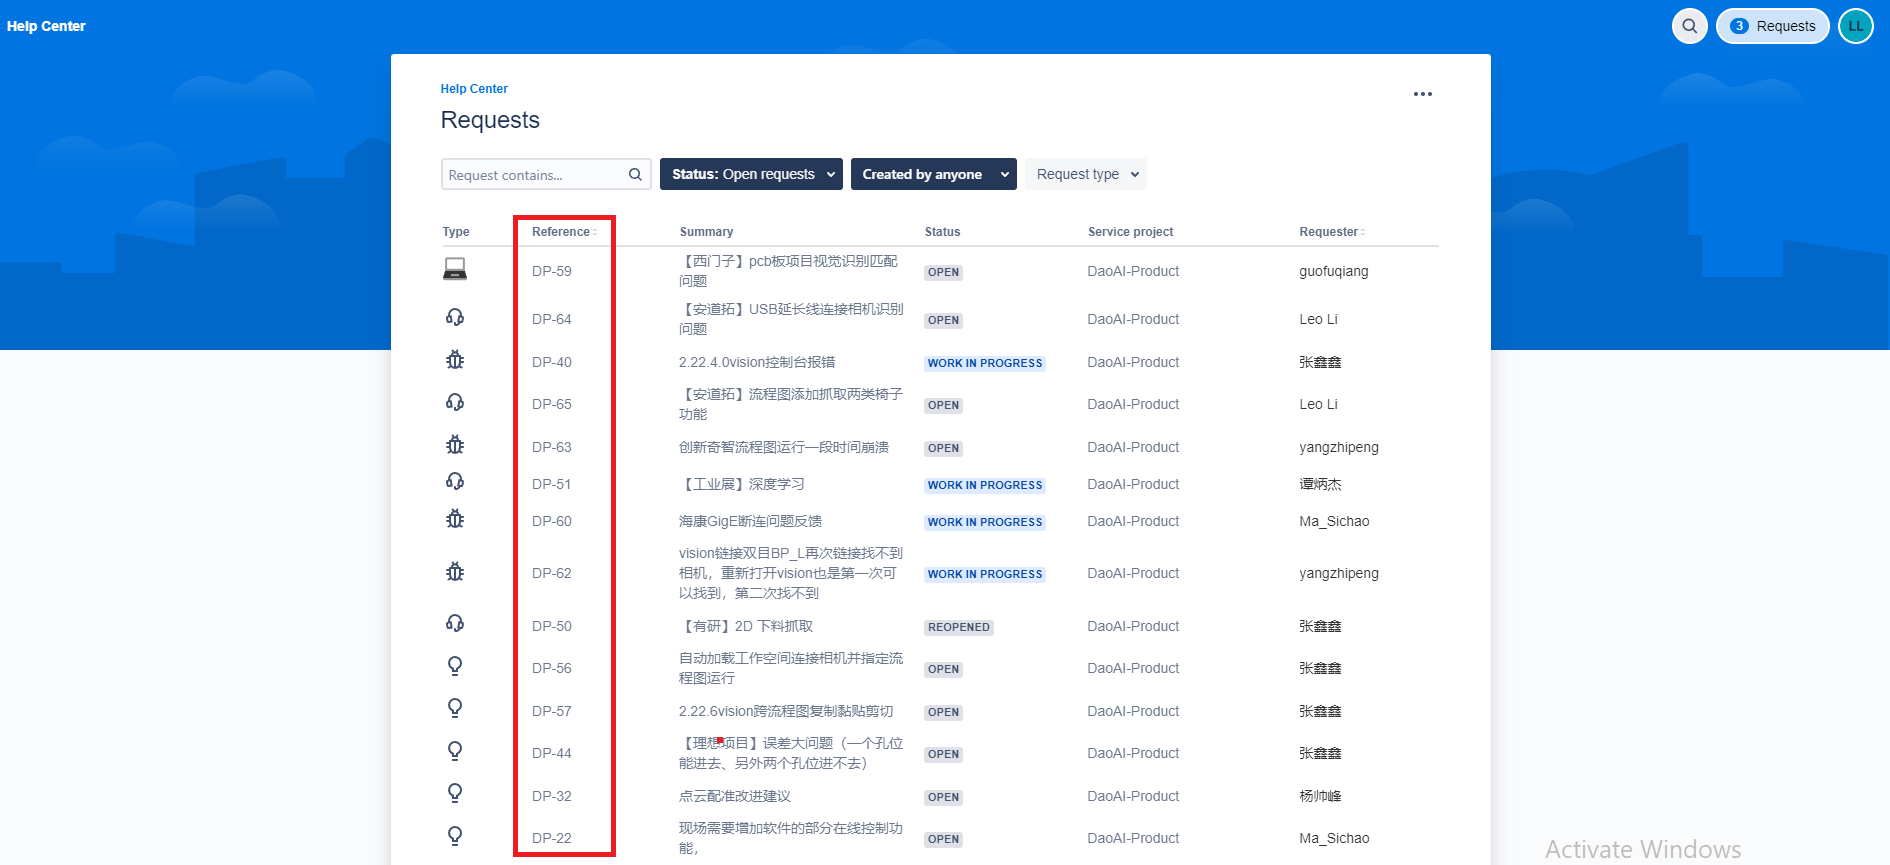 Help Center
3 Requests LL
Help Center
Requests
Request contains... Status: Open requests Created by anyone Request type
Type Reference Summary Status Service project Requester
DP-59 【西门子】pcb板项目视觉识别匹配 OPEN DaoAI-Product guofuqiang
问题
DP-64 【安道拓】USB延长线连接相机识别 OPEN DaoAI-Product Leo Li
问题
DP-40 2.22.4.0vision控制台报错 WORK IN PROGRESS DaoAI-Product 张鑫鑫
DP-65 【安道拓】流程图添加抓取两类椅子 OPEN DaoAI-Product Leo Li
功能
DP-63 创新奇智流程图运行一段时间崩溃 OPEN DaoAI-Product yangzhipeng
DP-51 【工业展】深度学习 WORK IN PROGRESS DaoAI-Product 谭炳杰
DP-60 海康GigE断连问题反馈 WORK IN PROGRESS DaoAI-Product Ma_Sichao
vision链接双目BP_L再次链接找不到
DP-62 相机，重新打开vision也是第一次可 WORK IN PROGRESS DaoAI-Product yangzhipeng
以找到，第二次找不到
DP-50 【有研】2D 下料抓取 REOPENED DaoAI-Product 张鑫鑫
DP-56 自动加载工作空间连接相机并指定流 OPEN DaoAI-Product 张鑫鑫
程图运行
DP-57 2.22.6vision跨流程图复制黏贴剪切 OPEN DaoAI-Product 张鑫鑫
DP-44 【理想项目】误差大问题（一个孔位 OPEN DaoAI-Product 张鑫鑫
能进去、另外两个孔位进不去）
DP-32 点云配准改进建议 OPEN DaoAI-Product 杨帅峰
DP-22 现场需要增加软件的部分在线控制功 OPEN DaoAI-Product Ma_Sichao
能，
Activate Windows